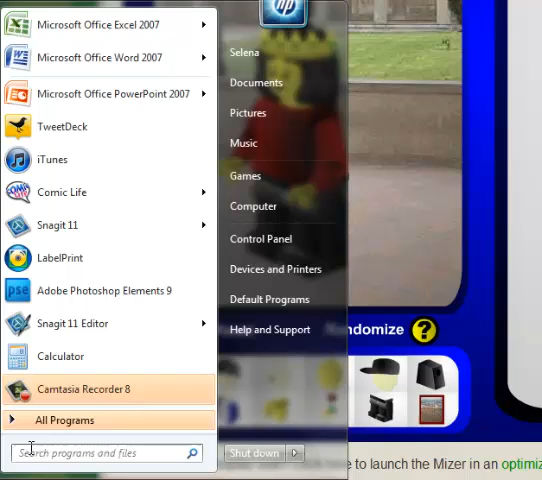 hp
Microsoft Office Excel 2007
Microsoft Office Word 2007
Microsoft Office PowerPoint 2007
TweetDeck
iTunes
Comic Life
Snagit 11
LabelPrint
pse
Adobe Photoshop Elements 9
Snagit 11 Editor
Calculator
Camtasia Recorder 8
All Programs
Search programs and files
Selena
Documents
Pictures
Music
Games
Computer
Control Panel
Devices and Printers
Default Programs
Help and Support
Shut down
ndomize ?
to launch the Mizer in an optimiz